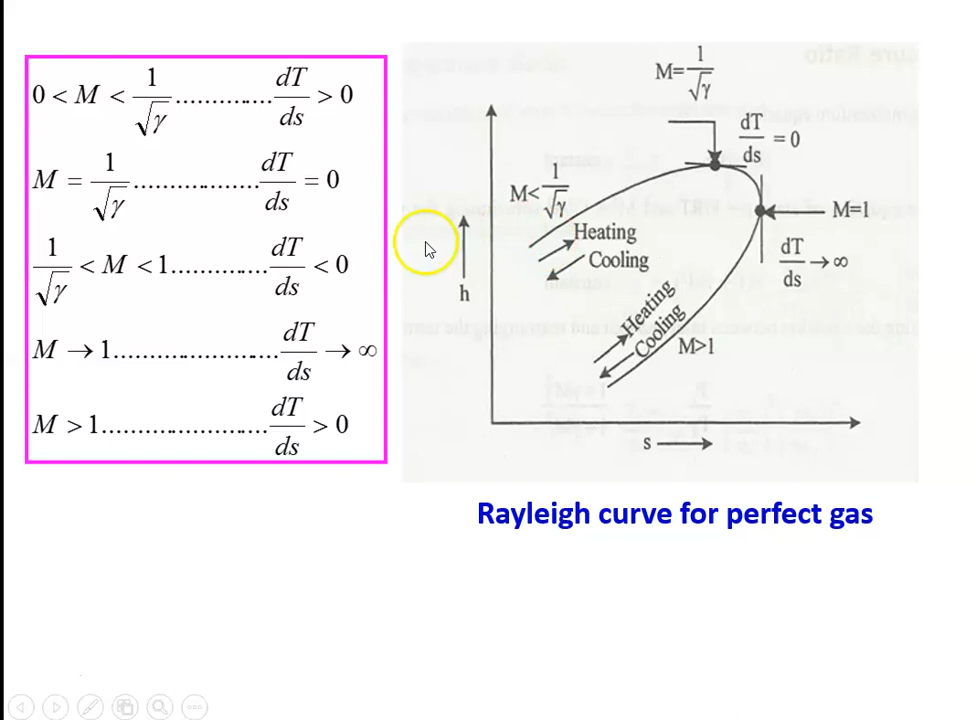 0 < M < 1/√γ .............. dT/ds > 0
M = 1/√γ .................. dT/ds = 0
1/√γ < M < 1 .............. dT/ds < 0
M → 1 ....................... dT/ds → ∞
M > 1 ........................ dT/ds > 0
M= 1/√γ
dT/ds = 0
M< 1/√γ
M=1
Heating
Cooling
dT/ds → ∞
h
Heating
Cooling
M>1
s
Rayleigh curve for perfect gas